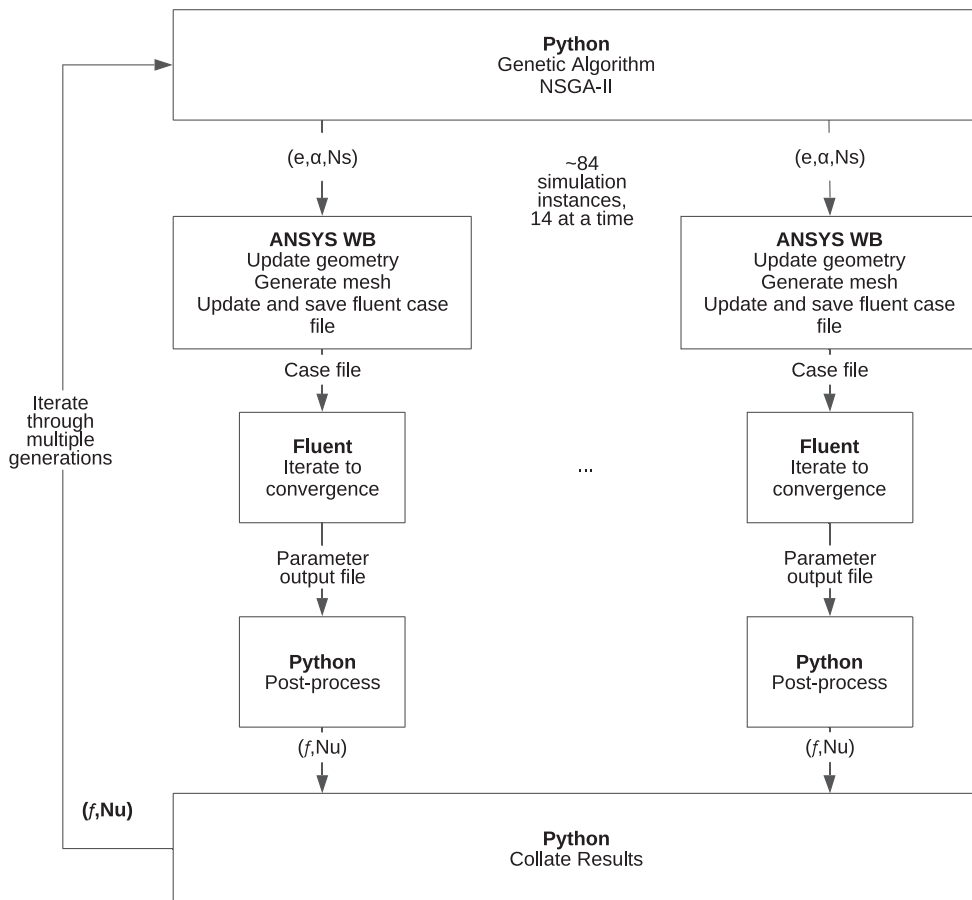 Python
Genetic Algorithm
NSGA-II
(e,α,Ns)
~84
simulation
instances,
14 at a time
(e,α,Ns)
ANSYS WB
Update geometry
Generate mesh
Update and save fluent case
file
ANSYS WB
Update geometry
Generate mesh
Update and save fluent case
file
Case file
Case file
Iterate
through
multiple
generations
Fluent
Iterate to
convergence
...
Fluent
Iterate to
convergence
Parameter
output file
Parameter
output file
Python
Post-process
Python
Post-process
(f,Nu)
(f,Nu)
(f,Nu)
Python
Collate Results